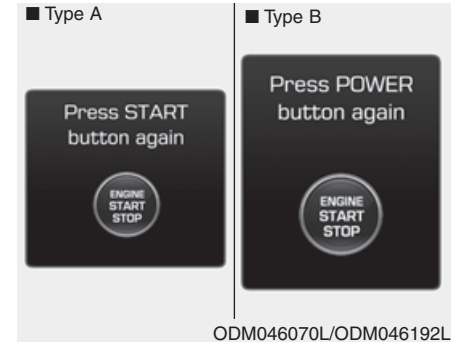 ■ Type A
Press START
button again
ENGINE
START
STOP
■ Type B
Press POWER
button again
ENGINE
START
STOP
ODM046070L/ODM046192L